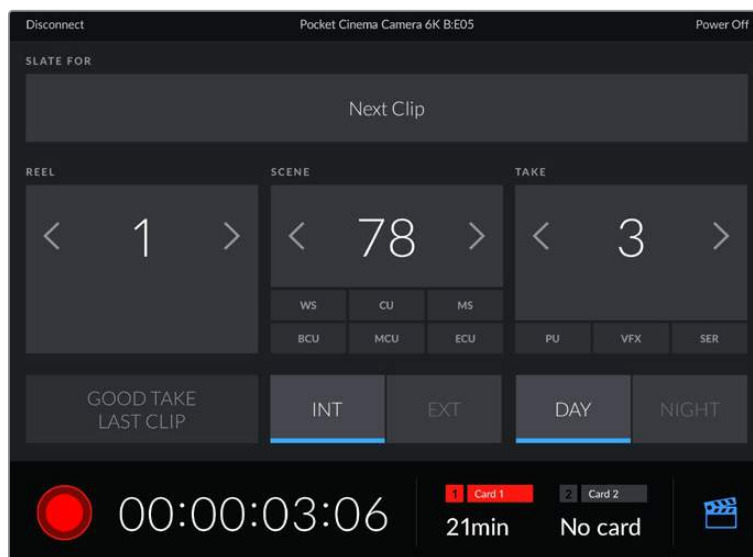 Disconnect Pocket Cinema Camera 6K B:E05 Power Off
SLATE FOR
Next Clip
REEL SCENE TAKE
< 1 > < 78 > < 3 >
WS CU MS
BCU MCU ECU PU VFX SER
GOOD TAKE
LAST CLIP
INT EXT DAY NIGHT
1 Card 1 2 Card 2
00:00:03:06 21min No card